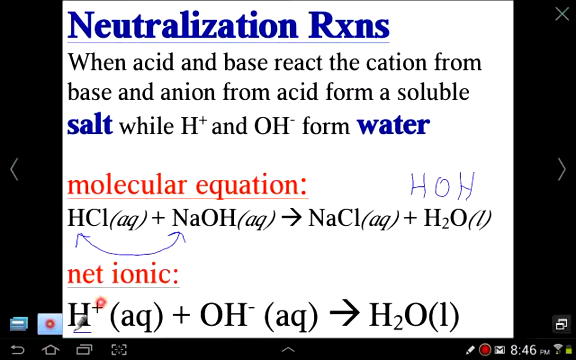 Neutralization Rxns
When acid and base react the cation from
base and anion from acid form a soluble
salt while H⁺ and OH⁻ form water
molecular equation:
HOH
HCl(aq) + NaOH(aq) → NaCl(aq) + H₂O(l)
net ionic:
H⁺ (aq) + OH⁻ (aq) → H₂O(l)
8:46 PM